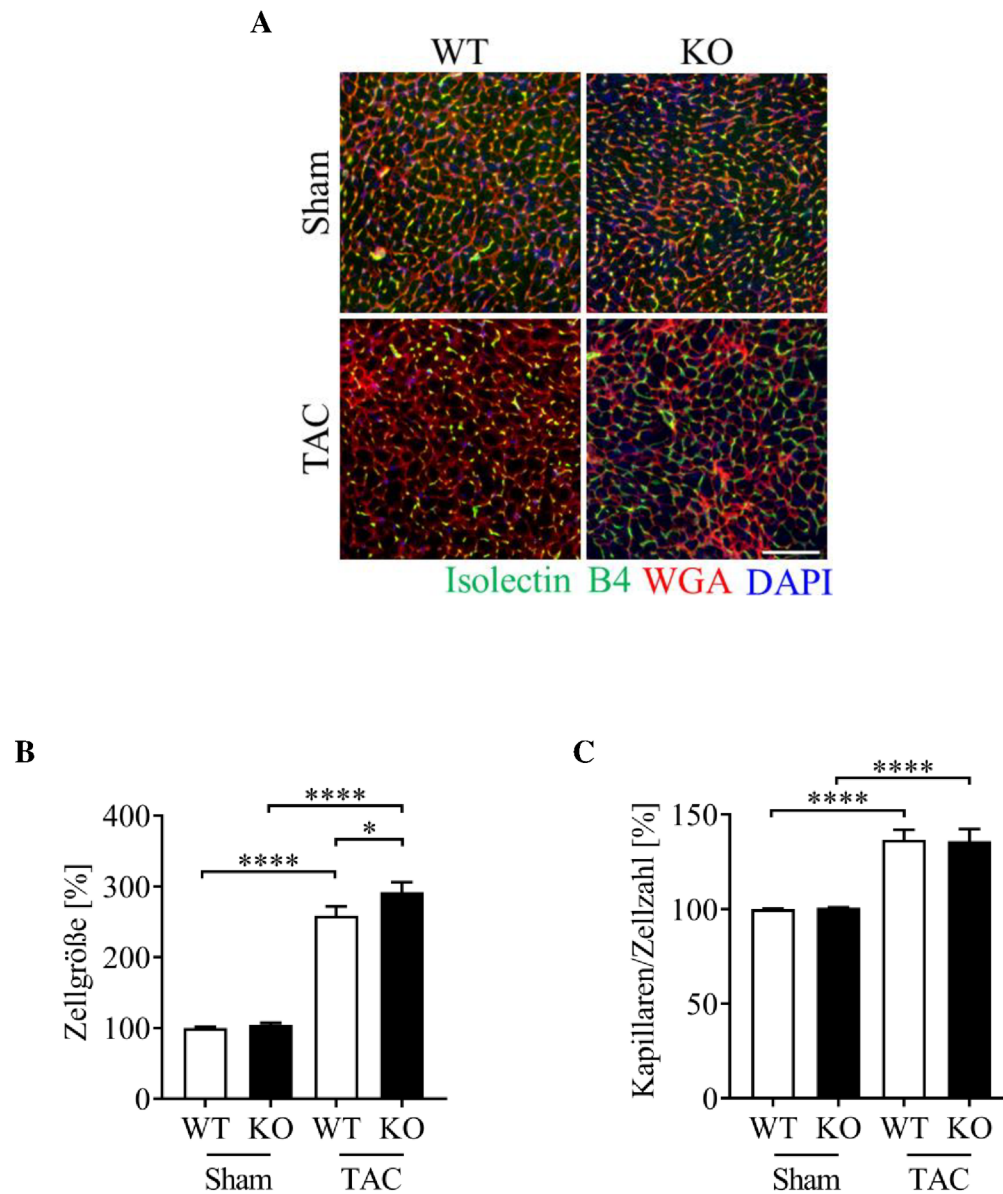 A
WT KO
Sham
TAC
Isolectin B4 WGA DAPI
B
Zellgröße [%]
400
300
200
100
0
****
*
****
WT KO WT KO
Sham TAC
C
Kapillaren/Zellzahl [%]
150
100
50
0
****
****
WT KO WT KO
Sham TAC